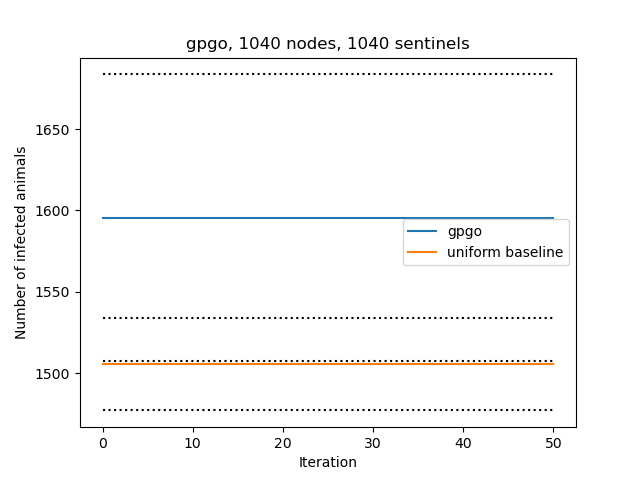 gpgo, 1040 nodes, 1040 sentinels
Number of infected animals
1650
1600
1550
1500
gpgo
uniform baseline
0 10 20 30 40 50
Iteration